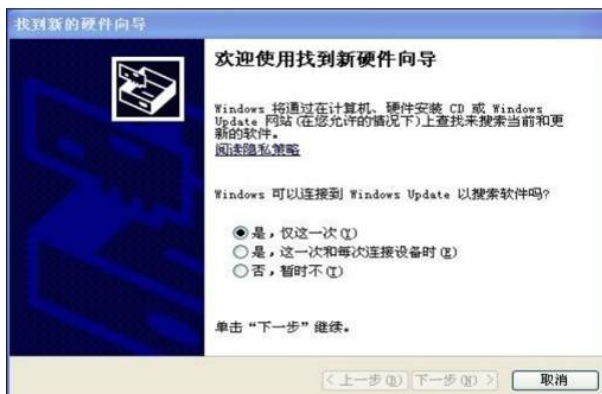 找到新的硬件向导
欢迎使用找到新硬件向导
Windows 将通过在计算机、硬件安装 CD 或 Windows
Update 网站(在您允许的情况下)上查找来搜索当前和更
新的软件。
阅读隐私策略
Windows 可以连接到 Windows Update 以搜索软件吗?
是，仅这一次(Y)
是，这一次和每次连接设备时(E)
否，暂时不(T)
单击“下一步”继续。
< 上一步(B) 下一步(N) > 取消